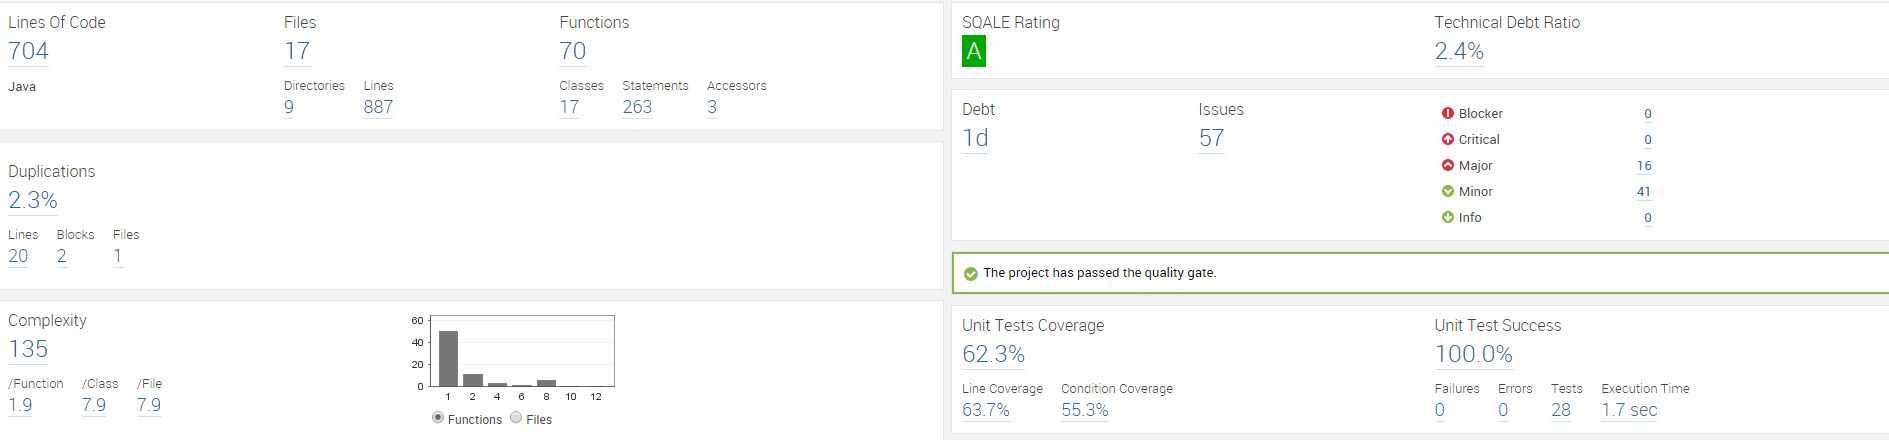 Lines Of Code
704
Java
Files
17
Directories Lines
9 887
Functions
70
Classes Statements Accessors
17 263 3
Duplications
2.3%
Lines Blocks Files
20 2 1
Complexity
135
/Function /Class /File
1.9 7.9 7.9
60
40
20
0
1 2 4 6 8 10 12
Functions Files
SQALE Rating
A
Technical Debt Ratio
2.4%
Debt
1d
Issues
57
Blocker 0
Critical 0
Major 16
Minor 41
Info 0
The project has passed the quality gate.
Unit Tests Coverage
62.3%
Line Coverage Condition Coverage
63.7% 55.3%
Unit Test Success
100.0%
Failures Errors Tests Execution Time
0 0 28 1.7 sec